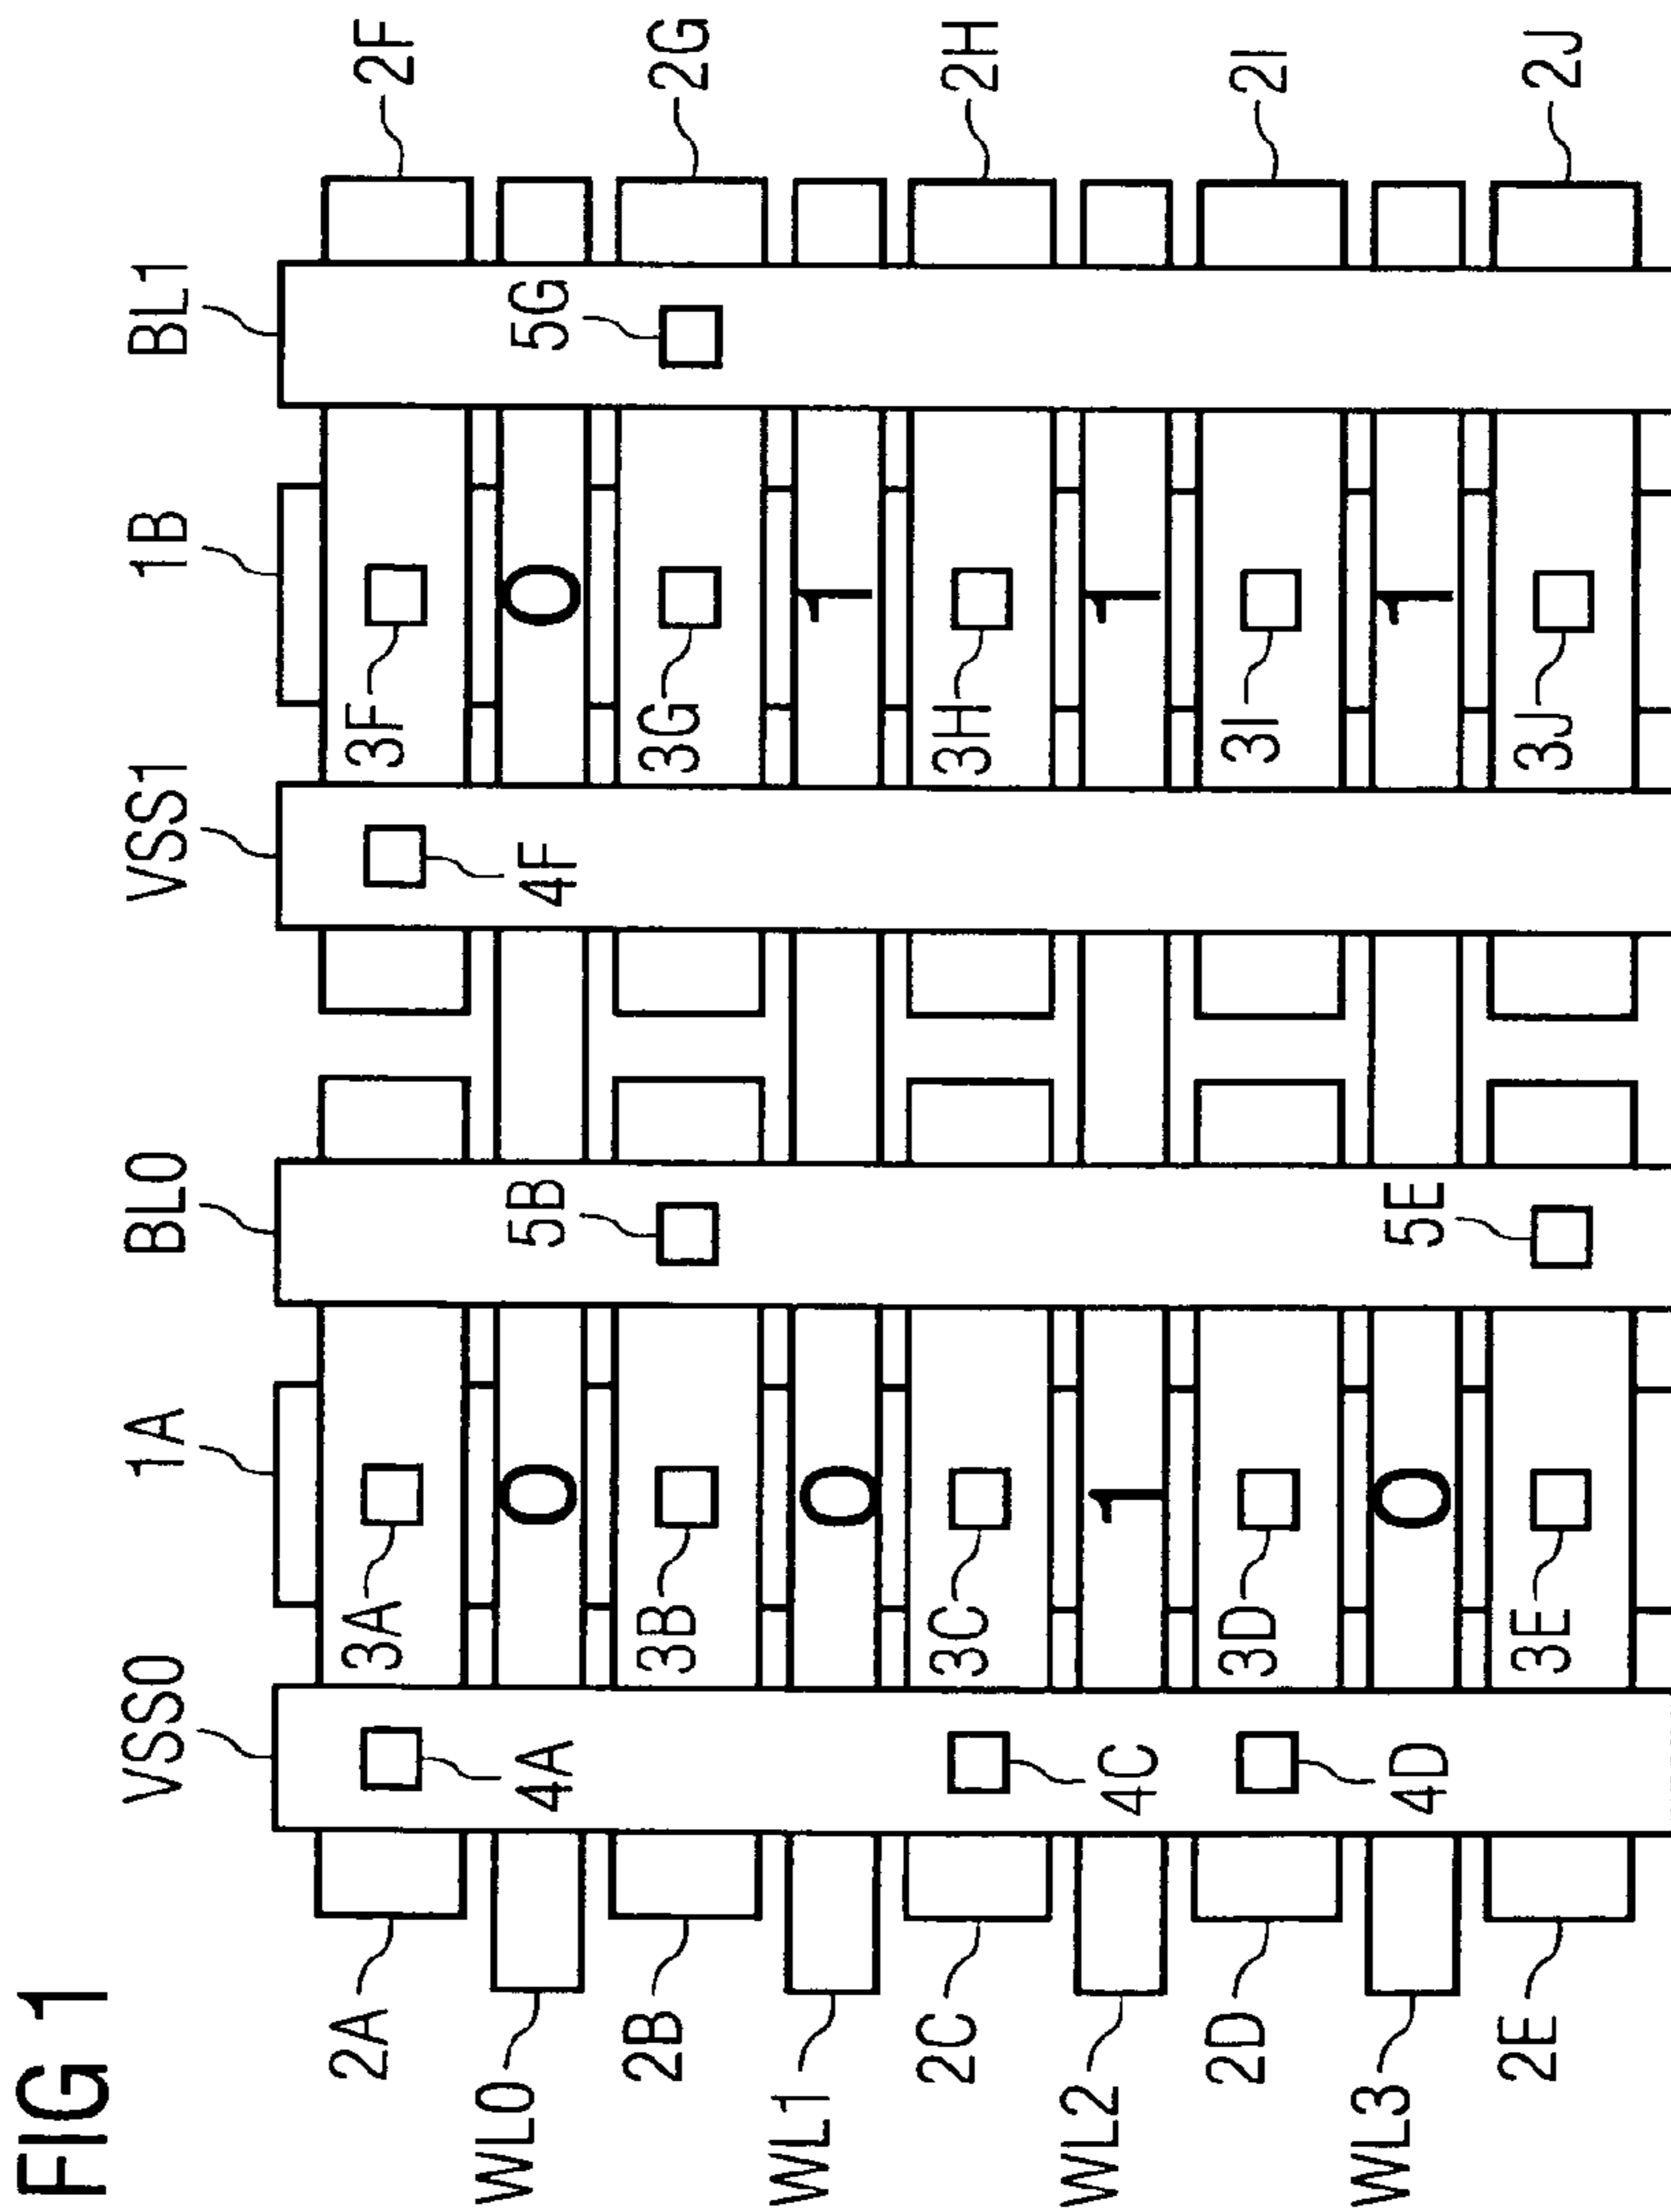 FIG 1
VSS0 1A BL0 VSS1 1B BL1
2A 3A 3F 2F
WL0 4A 0 5B 4F 0 5G
2B 3B 3G 2G
WL1 0 1
2C 3C 3H 2H
WL2 4C 1 1
2D 3D 3I 2I
WL3 4D 0 5E 1
2E 3E 3J 2J